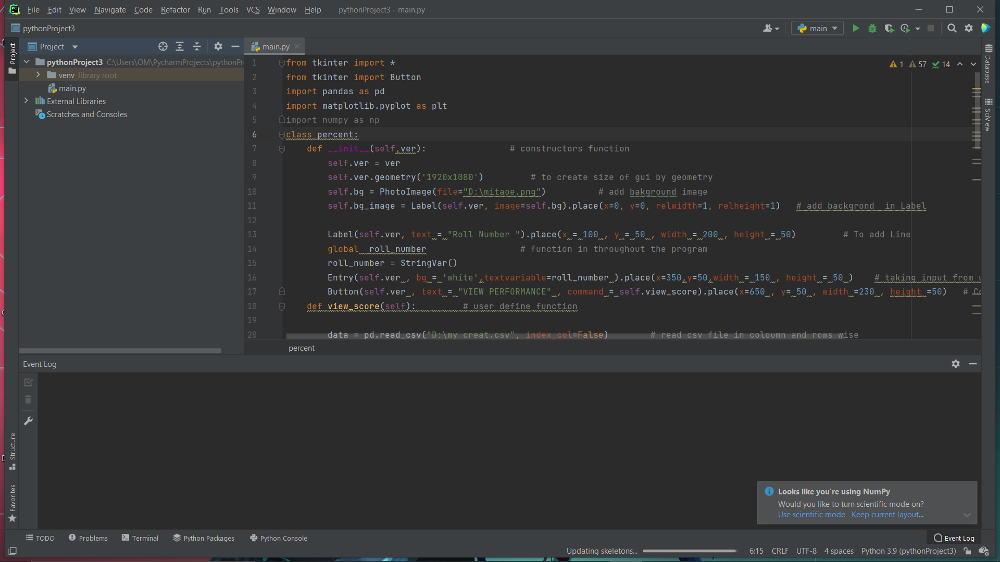 File Edit View Navigate Code Refactor Run Tools VCS Window Help pythonProject3 - main.py
pythonProject3
main
Project
main.py
Project
pythonProject3 C:\Users\OM\PycharmProjects\pythonPr
venv library root
main.py
External Libraries
Scratches and Consoles
1 57 14
1 from tkinter import *
2 from tkinter import Button
3 import pandas as pd
4 import matplotlib.pyplot as plt
5 import numpy as np
6 class percent:
7 def __init__(self,ver): # constructors function
8 self.ver = ver
9 self.ver.geometry('1920x1080') # to create size of gui by geometry
10 self.bg = PhotoImage(file="D:\mitaoe.png") # add bakground image
11 self.bg_image = Label(self.ver, image=self.bg).place(x=0, y=0, relwidth=1, relheight=1) # add backgrond in Label
12
13 Label(self.ver, text = "Roll Number ").place(x = 100 , y = 50 , width = 200 , height = 50) # To add Line
14 global roll_number # function in throughout the program
15 roll_number = StringVar()
16 Entry(self.ver , bg = 'white',textvariable=roll_number ).place(x=350,y=50,width = 150 , height = 50 ) # taking input from u
17 Button(self.ver , text = "VIEW PERFORMANCE" , command = self.view_score).place(x=650 , y= 50 , width =230 , height =50) # Co
18 def view_score(self): # user define function
19
20 data = pd.read_csv("D:\my creat.csv", index_col=False) # read csv file in coloumn and rows wise
percent
Database
SciView
Event Log
Structure
Favorites
Looks like you're using NumPy
Would you like to turn scientific mode on?
Use scientific mode Keep current layout...
TODO Problems Terminal Python Packages Python Console Event Log
Updating skeletons... 6:15 CRLF UTF-8 4 spaces Python 3.9 (pythonProject3)